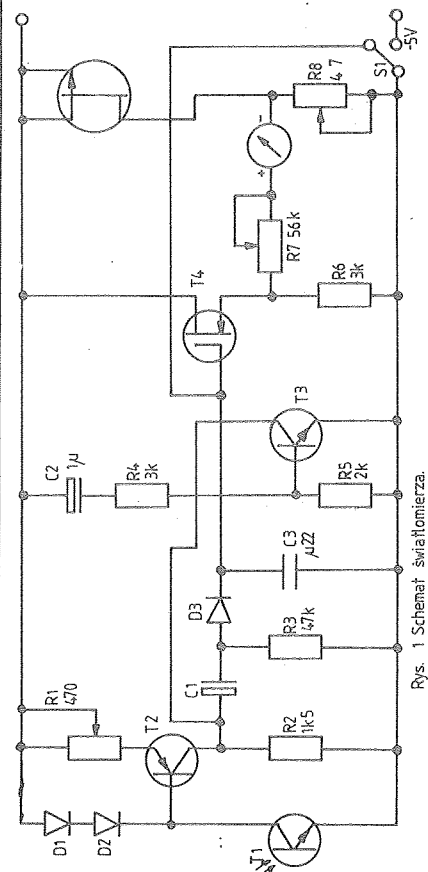 R1
470
C2
1µ
D1
D2
T2
R4
3k
C1
D3
T4
+
-
R7 56k
R8
4 7
T1
R2
1k5
R3
47k
C3
µ22
T3
R5
2k
R6
3k
S1
-5V
Rys. 1 Schemat światłomierza.